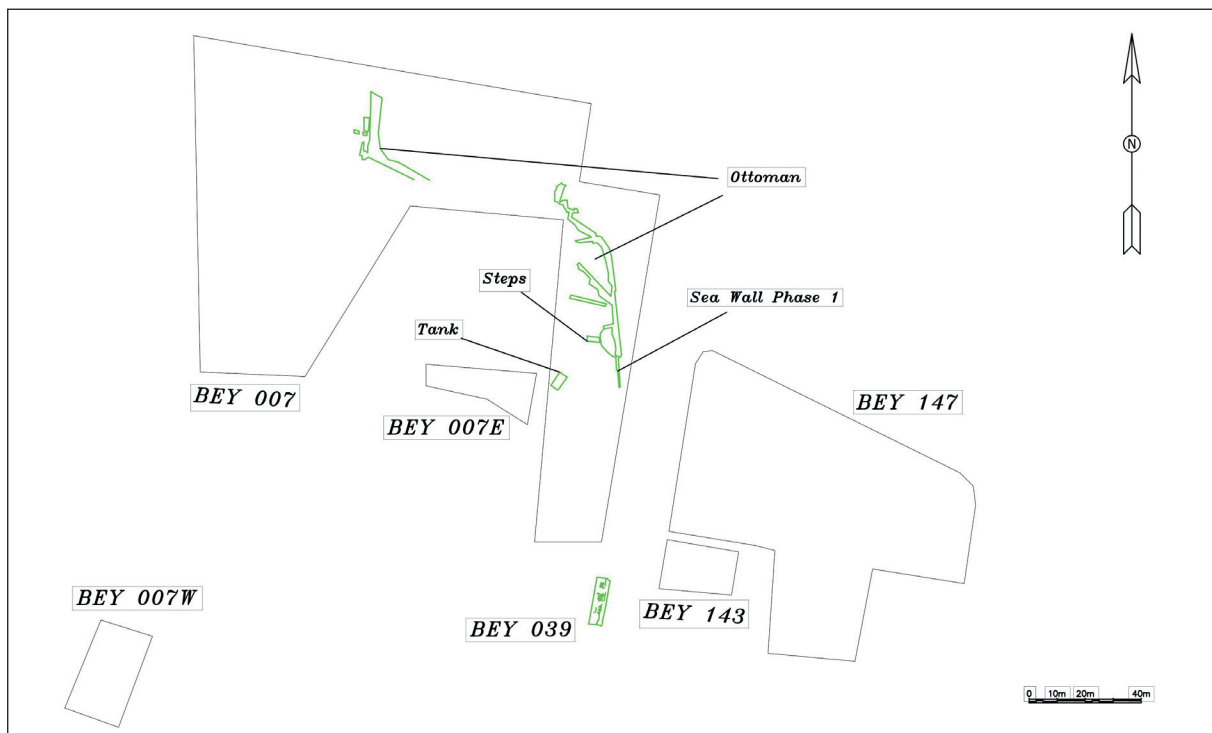 N
Ottoman
Steps
Sea Wall Phase 1
Tank
BEY 007
BEY 147
BEY 007E
BEY 007W
BEY 143
BEY 039
0 10m 20m 40m